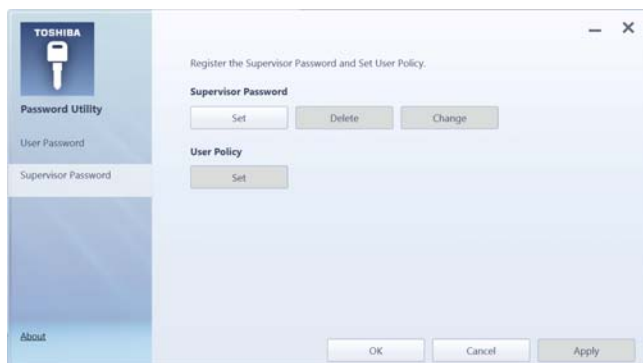 TOSHIBA
Password Utility
User Password
Supervisor Password
About
Register the Supervisor Password and Set User Policy.
Supervisor Password
Set Delete Change
User Policy
Set
OK Cancel Apply